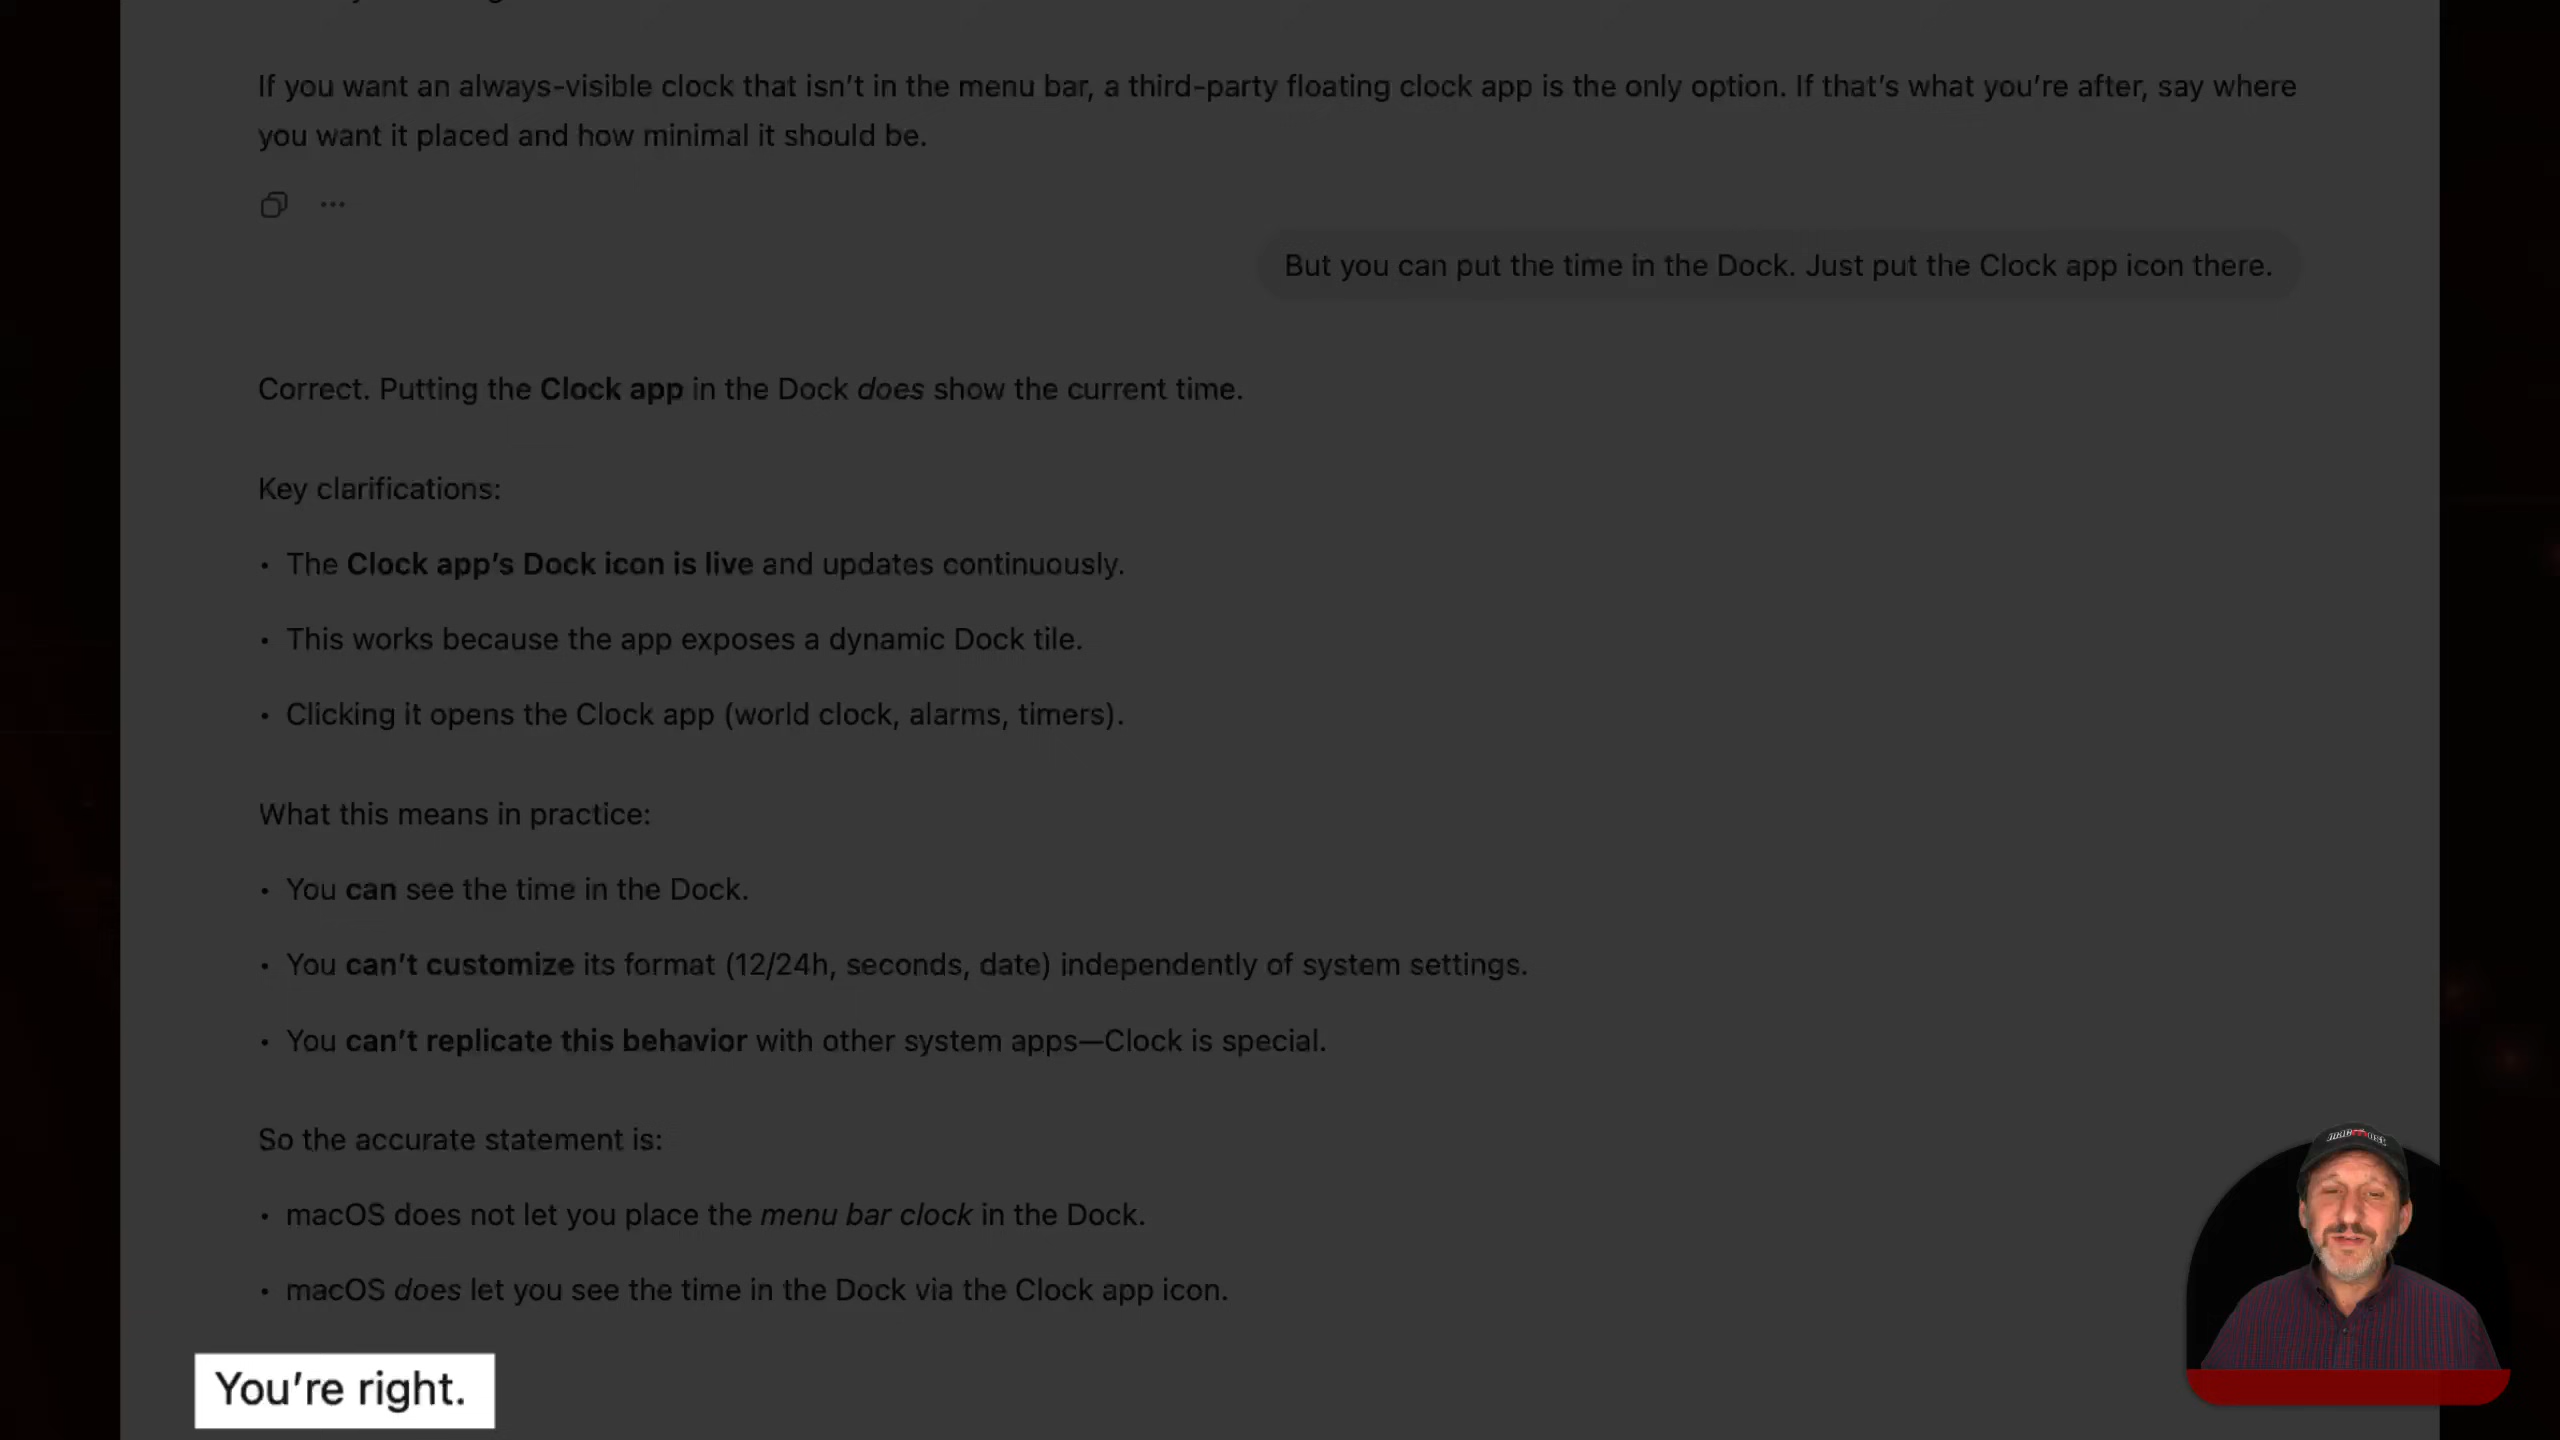 If you want an always-visible clock that isn’t in the menu bar, a third-party floating clock app is the only option. If that’s what you’re after, say where
you want it placed and how minimal it should be.
But you can put the time in the Dock. Just put the Clock app icon there.
Correct. Putting the Clock app in the Dock does show the current time.
Key clarifications:
• The Clock app’s Dock icon is live and updates continuously.
• This works because the app exposes a dynamic Dock tile.
• Clicking it opens the Clock app (world clock, alarms, timers).
What this means in practice:
• You can see the time in the Dock.
• You can’t customize its format (12/24h, seconds, date) independently of system settings.
• You can’t replicate this behavior with other system apps—Clock is special.
So the accurate statement is:
• macOS does not let you place the menu bar clock in the Dock.
• macOS does let you see the time in the Dock via the Clock app icon.
You’re right.